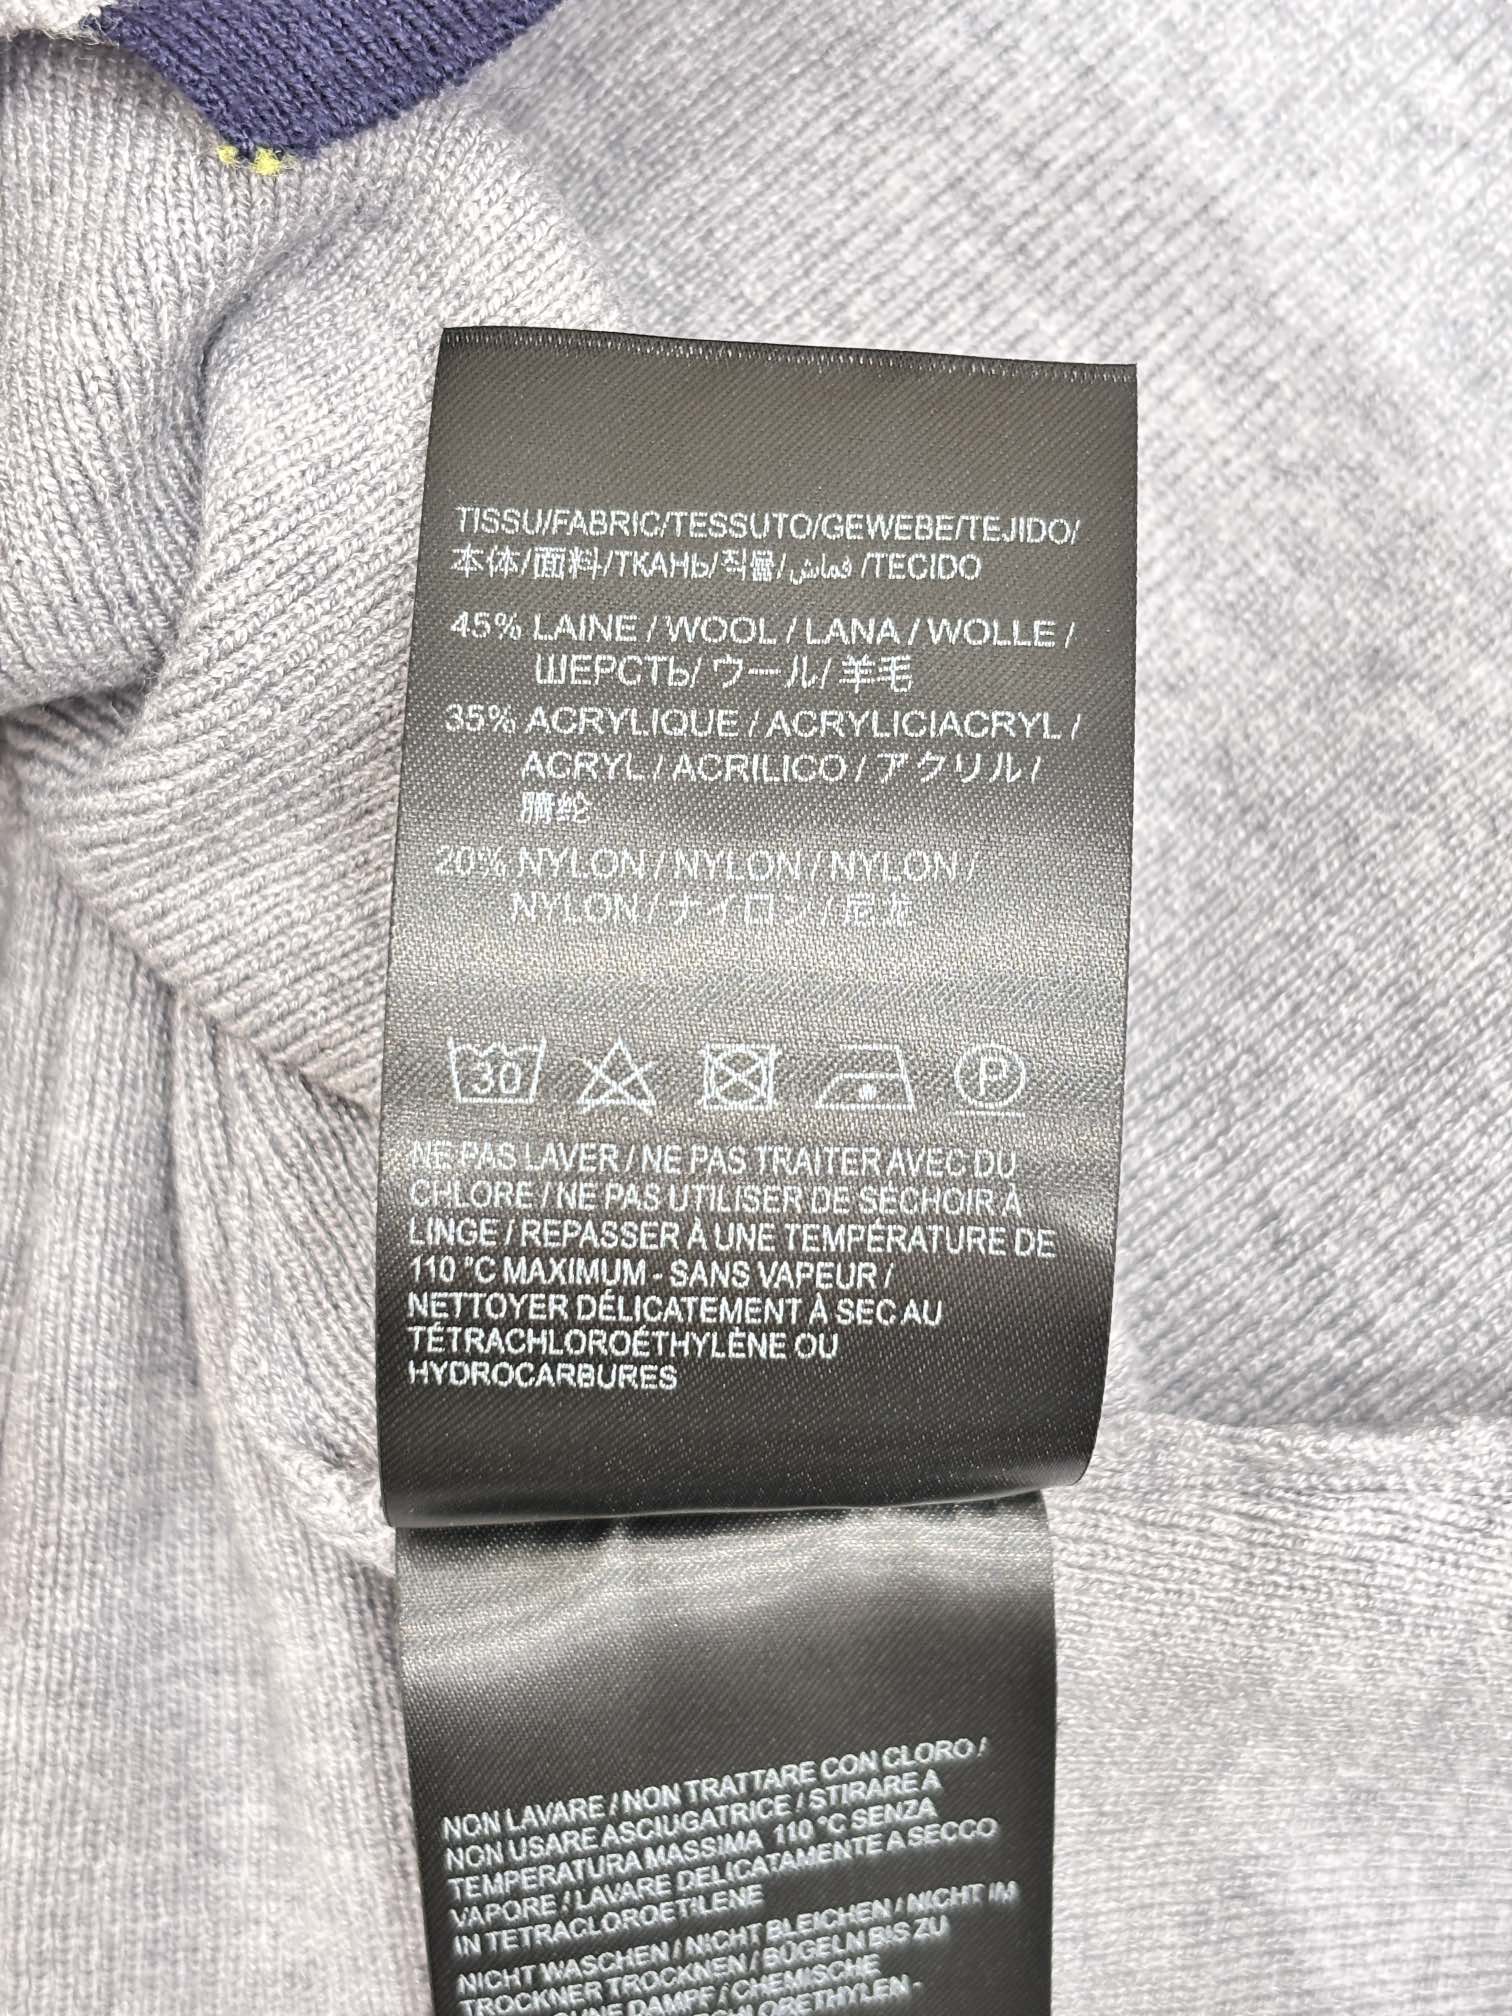 TISSU/FABRIC/TESSUTO/GEWEBE/TEJIDO/
本体/面料/ТКАНЬ/직물/قماش /TECIDO
45% LAINE / WOOL / LANA / WOLLE /
ШЕРСТЬ/ ウール/ 羊毛
35% ACRYLIQUE / ACRYLICIACRYL /
ACRYL / ACRILICO / アクリル /
腈纶
20% NYLON / NYLON / NYLON /
NYLON / ナイロン / 尼龙
30
P
NE PAS LAVER / NE PAS TRAITER AVEC DU
CHLORE / NE PAS UTILISER DE SÉCHOIR À
LINGE / REPASSER À UNE TEMPÉRATURE DE
110 °C MAXIMUM - SANS VAPEUR /
NETTOYER DÉLICATEMENT À SEC AU
TÉTRACHLOROÉTHYLÈNE OU
HYDROCARBURES
NON LAVARE / NON TRATTARE CON CLORO /
NON USARE ASCIUGATRICE / STIRARE A
TEMPERATURA MASSIMA 110 °C SENZA
VAPORE / LAVARE DELICATAMENTE A SECCO
IN TETRACLOROETILENE
NICHT WASCHEN / NICHT BLEICHEN / NICHT IM
TROCKNER TROCKNEN / BÜGELN BIS ZU
DAMPF / CHEMISCHE